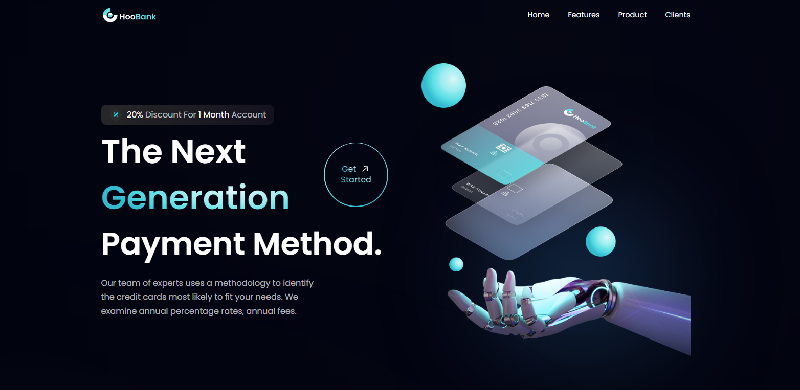 HooBank
Home
Features
Product
Clients
20% Discount For 1 Month Account
The Next
Generation
Payment Method.
Get
Started
Our team of experts uses a methodology to identify
the credit cards most likely to fit your needs. We
examine annual percentage rates, annual fees.
HooBank